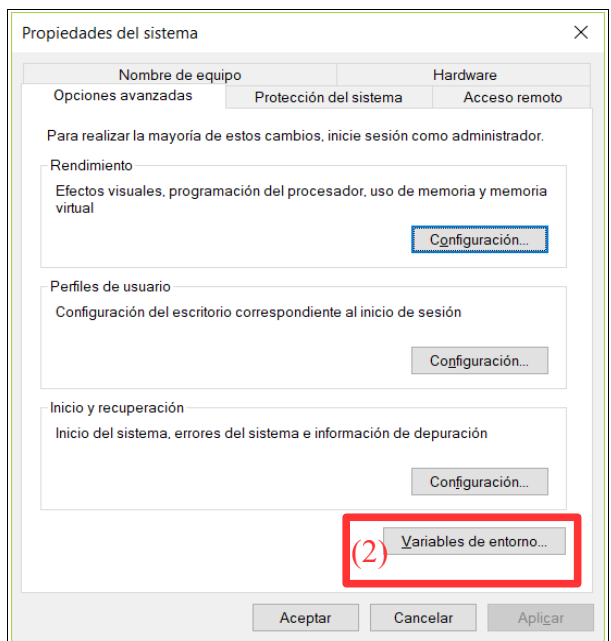 Propiedades del sistema
Nombre de equipo
Hardware
Opciones avanzadas
Protección del sistema
Acceso remoto
Para realizar la mayoría de estos cambios, inicie sesión como administrador.
Rendimiento
Efectos visuales, programación del procesador, uso de memoria y memoria
virtual
Configuración...
Perfiles de usuario
Configuración del escritorio correspondiente al inicio de sesión
Configuración...
Inicio y recuperación
Inicio del sistema, errores del sistema e información de depuración
Configuración...
(2)
Variables de entorno...
Aceptar
Cancelar
Aplicar